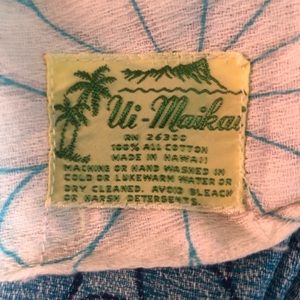 Ui-Maikai
RN 26300
100% ALL COTTON
MADE IN HAWAII
MACHINE OR HAND WASHED IN
COLD OR LUKEWARM WATER OR
DRY CLEANED. AVOID BLEACH
OR HARSH DETERGENTS.